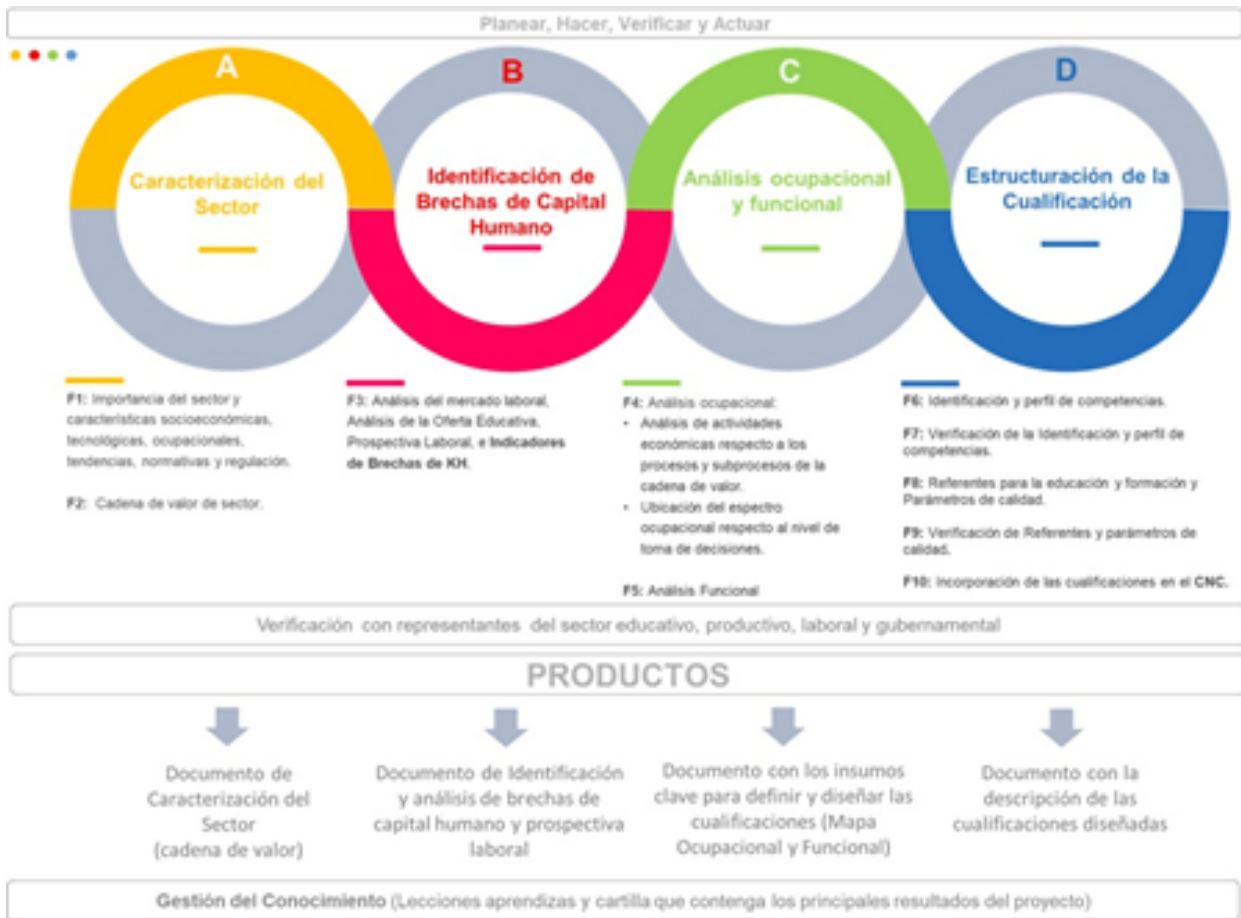 Planear, Hacer, Verificar y Actuar
A
Caracterización del
Sector
B
Identificación de
Brechas de Capital
Humano
C
Análisis ocupacional
y funcional
D
Estructuración de la
Cualificación
F1: Importancia del sector y
características socioeconómicas,
tecnológicas, ocupacionales,
tendencias, normativas y regulación.
F2: Cadena de valor de sector.
F3: Análisis del mercado laboral,
Análisis de la Oferta Educativa,
Prospectiva Laboral, e Indicadores
de Brechas de KH.
F4: Análisis ocupacional:
• Análisis de actividades
económicas respecto a los
procesos y subprocesos de la
cadena de valor.
• Ubicación del espectro
ocupacional respecto al nivel de
toma de decisiones.
F5: Análisis Funcional
F6: Identificación y perfil de competencias.
F7: Verificación de la Identificación y perfil de
competencias.
F8: Referentes para la educación y formación y
Parámetros de calidad.
F9: Verificación de Referentes y parámetros de
calidad.
F10: Incorporación de las cualificaciones en el CNC.
Verificación con representantes del sector educativo, productivo, laboral y gubernamental
PRODUCTOS
Documento de
Caracterización del
Sector
(cadena de valor)
Documento de Identificación
y análisis de brechas de
capital humano y prospectiva
laboral
Documento con los insumos
clave para definir y diseñar las
cualificaciones (Mapa
Ocupacional y Funcional)
Documento con la
descripción de las
cualificaciones diseñadas
Gestión del Conocimiento (Lecciones aprendizas y cartilla que contenga los principales resultados del proyecto)